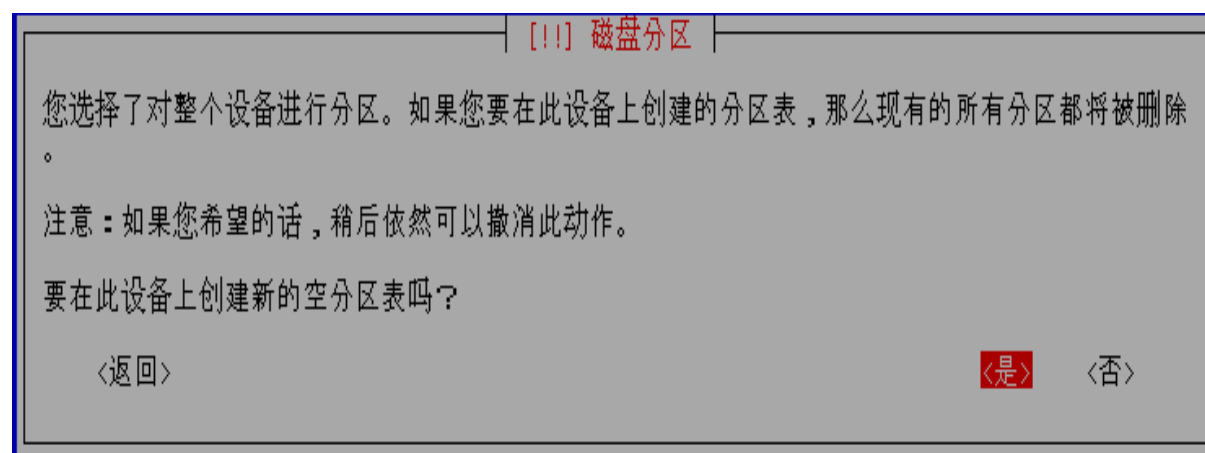 [!!] 磁盘分区
您选择了对整个设备进行分区。如果您要在此设备上创建的分区表，那么现有的所有分区都将被删除
。
注意：如果您希望的话，稍后依然可以撤消此动作。
要在此设备上创建新的空分区表吗？
<返回> <是> <否>